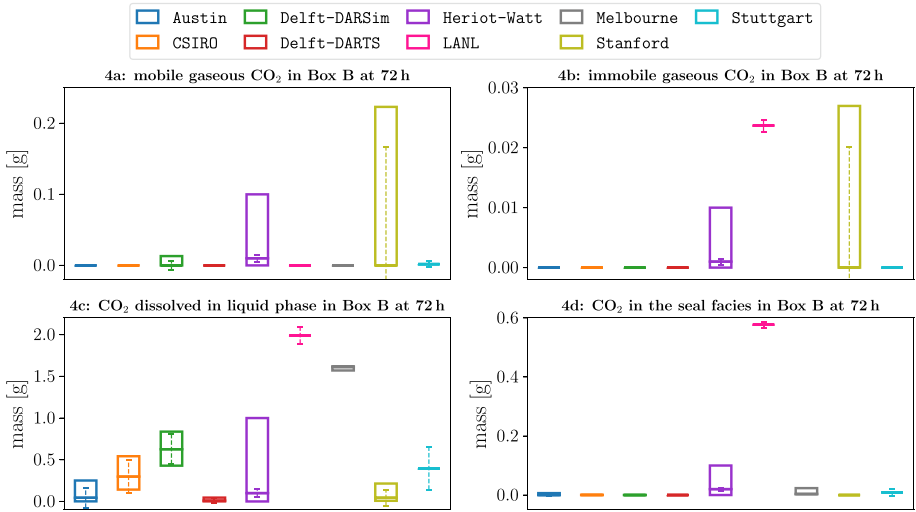 Austin Delft-DARSim Heriot-Watt Melbourne Stuttgart
CSIRO Delft-DARTS LANL Stanford
4a: mobile gaseous CO₂ in Box B at 72 h
mass [g]
0.2
0.1
0.0
4b: immobile gaseous CO₂ in Box B at 72 h
mass [g]
0.03
0.02
0.01
0.00
4c: CO₂ dissolved in liquid phase in Box B at 72 h
mass [g]
2.0
1.5
1.0
0.5
0.0
4d: CO₂ in the seal facies in Box B at 72 h
mass [g]
0.6
0.4
0.2
0.0